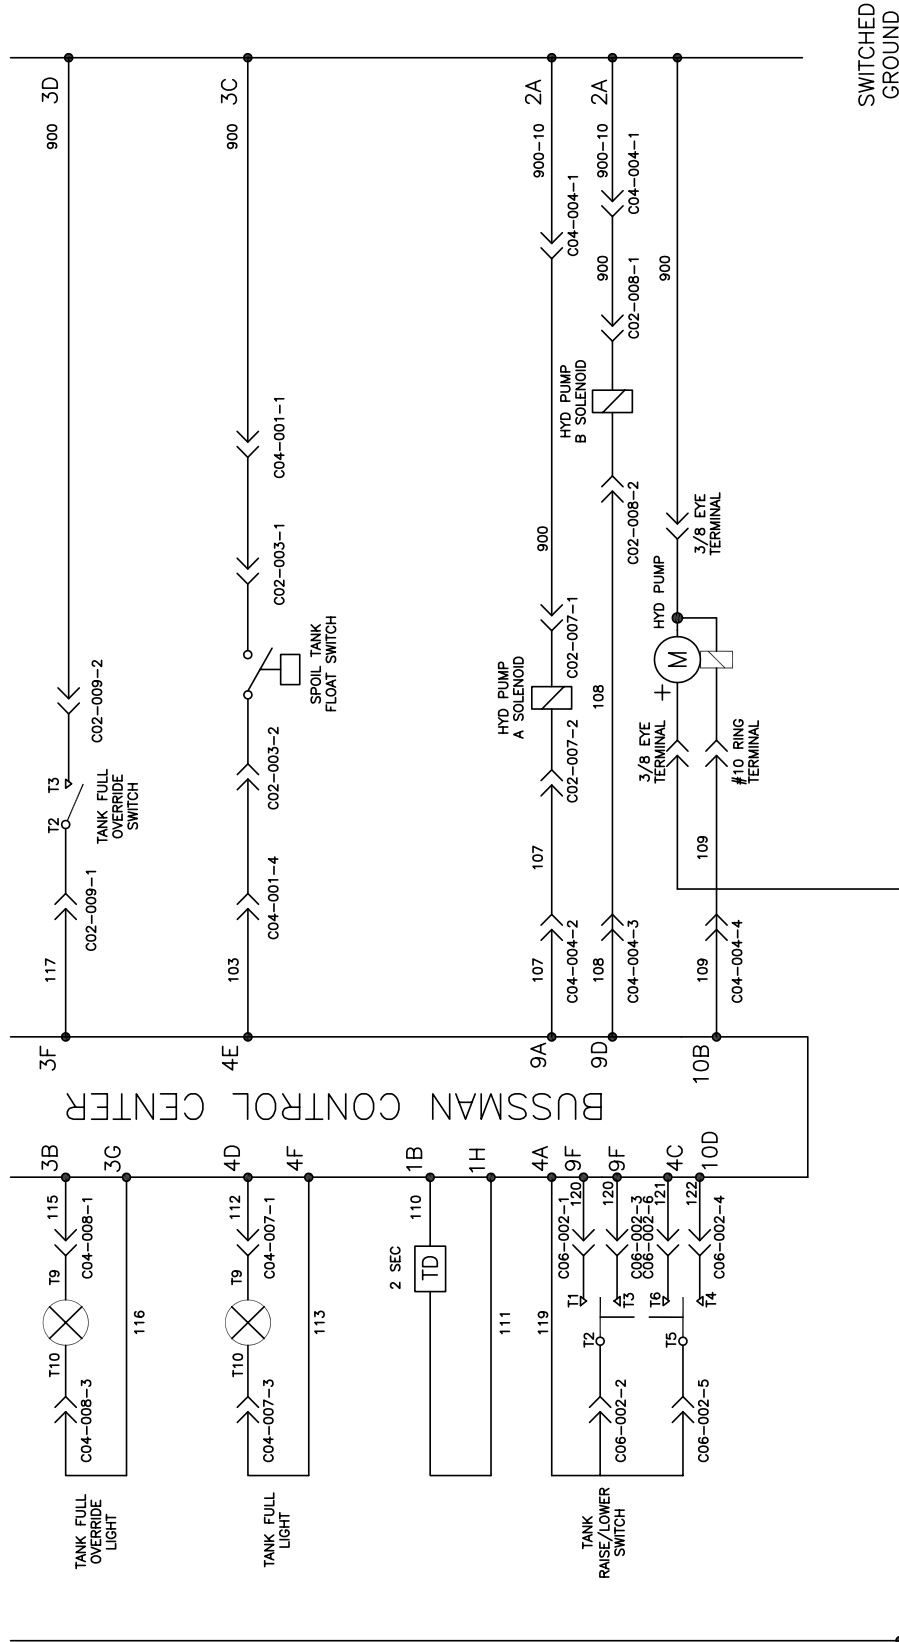 SWITCHED
GROUND
3D
900
C02-009-2
T3
T2
TANK FULL
OVERRIDE
SWITCH
C02-009-1
117
3F
3C
900
C04-001-1
C02-003-1
SPOIL TANK
FLOAT SWITCH
C02-003-2
C04-001-4
103
4E
2A
900-10
C04-004-1
900
C02-007-1
HYD PUMP
A SOLENOID
C02-007-2
107
107
C04-004-2
9A
2A
900-10
C04-004-1
900
C02-008-1
HYD PUMP
B SOLENOID
C02-008-2
108
108
C04-004-3
9D
900
3/8 EYE
TERMINAL
HYD PUMP
M
+
3/8 EYE
TERMINAL
#10 RING
TERMINAL
109
109
C04-004-4
10B
BUSSMAN CONTROL CENTER
3B
115
C04-008-1
T9
T10
C04-008-3
3G
116
TANK FULL
OVERRIDE
LIGHT
4D
112
C04-007-1
T9
T10
C04-007-3
4F
113
TANK FULL
LIGHT
1B
110
2 SEC
TD
1H
111
4A
119
9F
120
C06-002-1
T1
9F
120
C06-002-3
T3
T2
C06-002-2
4C
121
C06-002-6
T6
10D
122
C06-002-4
T4
T5
C06-002-5
TANK
RAISE/LOWER
SWITCH